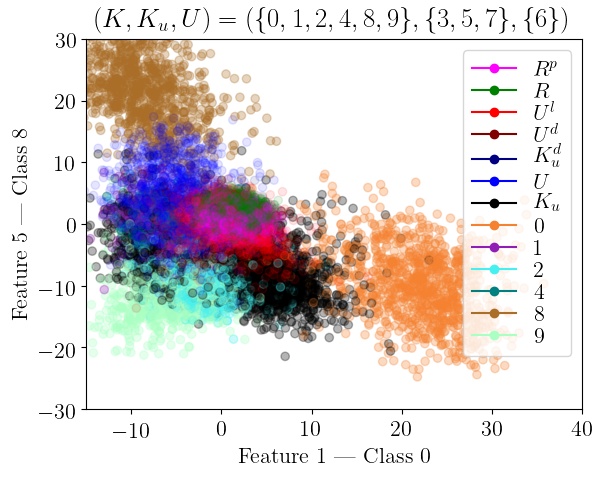 (K, K_u, U) = ({0, 1, 2, 4, 8, 9}, {3, 5, 7}, {6})
30
20
10
0
−10
−20
−30
Feature 5 — Class 8
R^p
R
U^l
U^d
K_u^d
U
K_u
0
1
2
4
8
9
−10
0
10
20
30
40
Feature 1 — Class 0